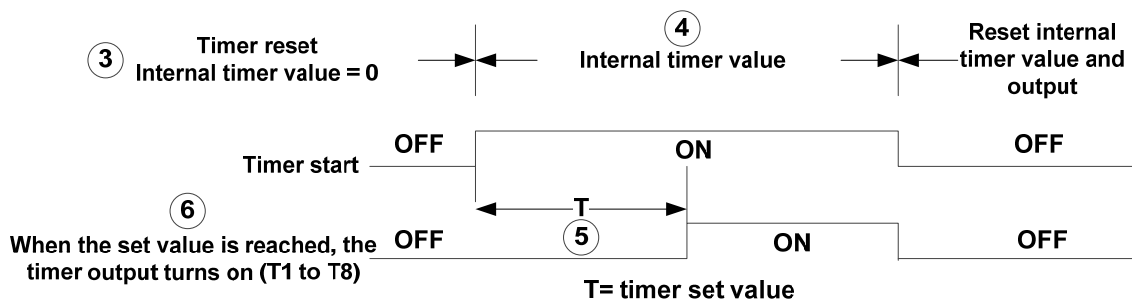 ③ Timer reset
Internal timer value = 0
④
Internal timer value
Reset internal
timer value and
output
Timer start
OFF
ON
OFF
T
⑤
⑥
When the set value is reached, the
timer output turns on (T1 to T8)
OFF
ON
OFF
T= timer set value